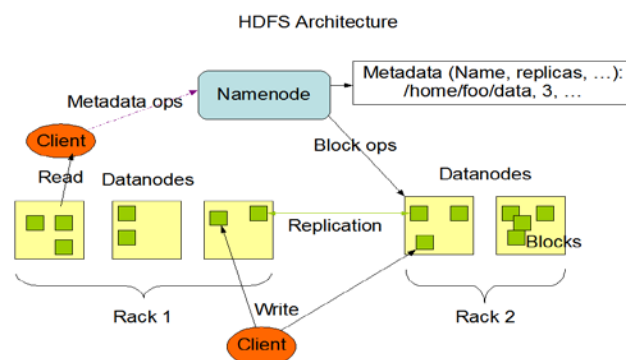 HDFS Architecture
Metadata (Name, replicas, ...):
/home/foo/data, 3, ...
Namenode
Metadata ops
Client
Block ops
Read
Datanodes
Datanodes
Replication
Blocks
Write
Rack 1
Rack 2
Client